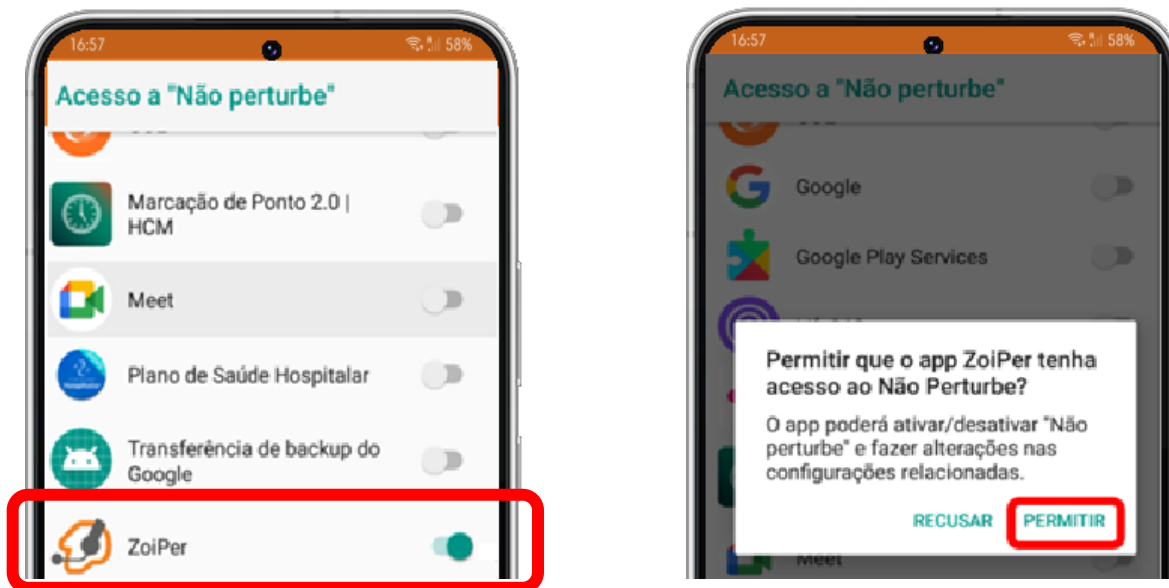 16:57
58%
Acesso a "Não perturbe"
Marcação de Ponto 2.0 |
HCM
Meet
Plano de Saúde Hospitalar
Transferência de backup do
Google
ZoiPer
16:57
58%
Acesso a "Não perturbe"
Google
Google Play Services
Permitir que o app ZoiPer tenha
acesso ao Não Perturbe?
O app poderá ativar/desativar "Não
perturbe" e fazer alterações nas
configurações relacionadas.
RECUSAR PERMITIR
Meet